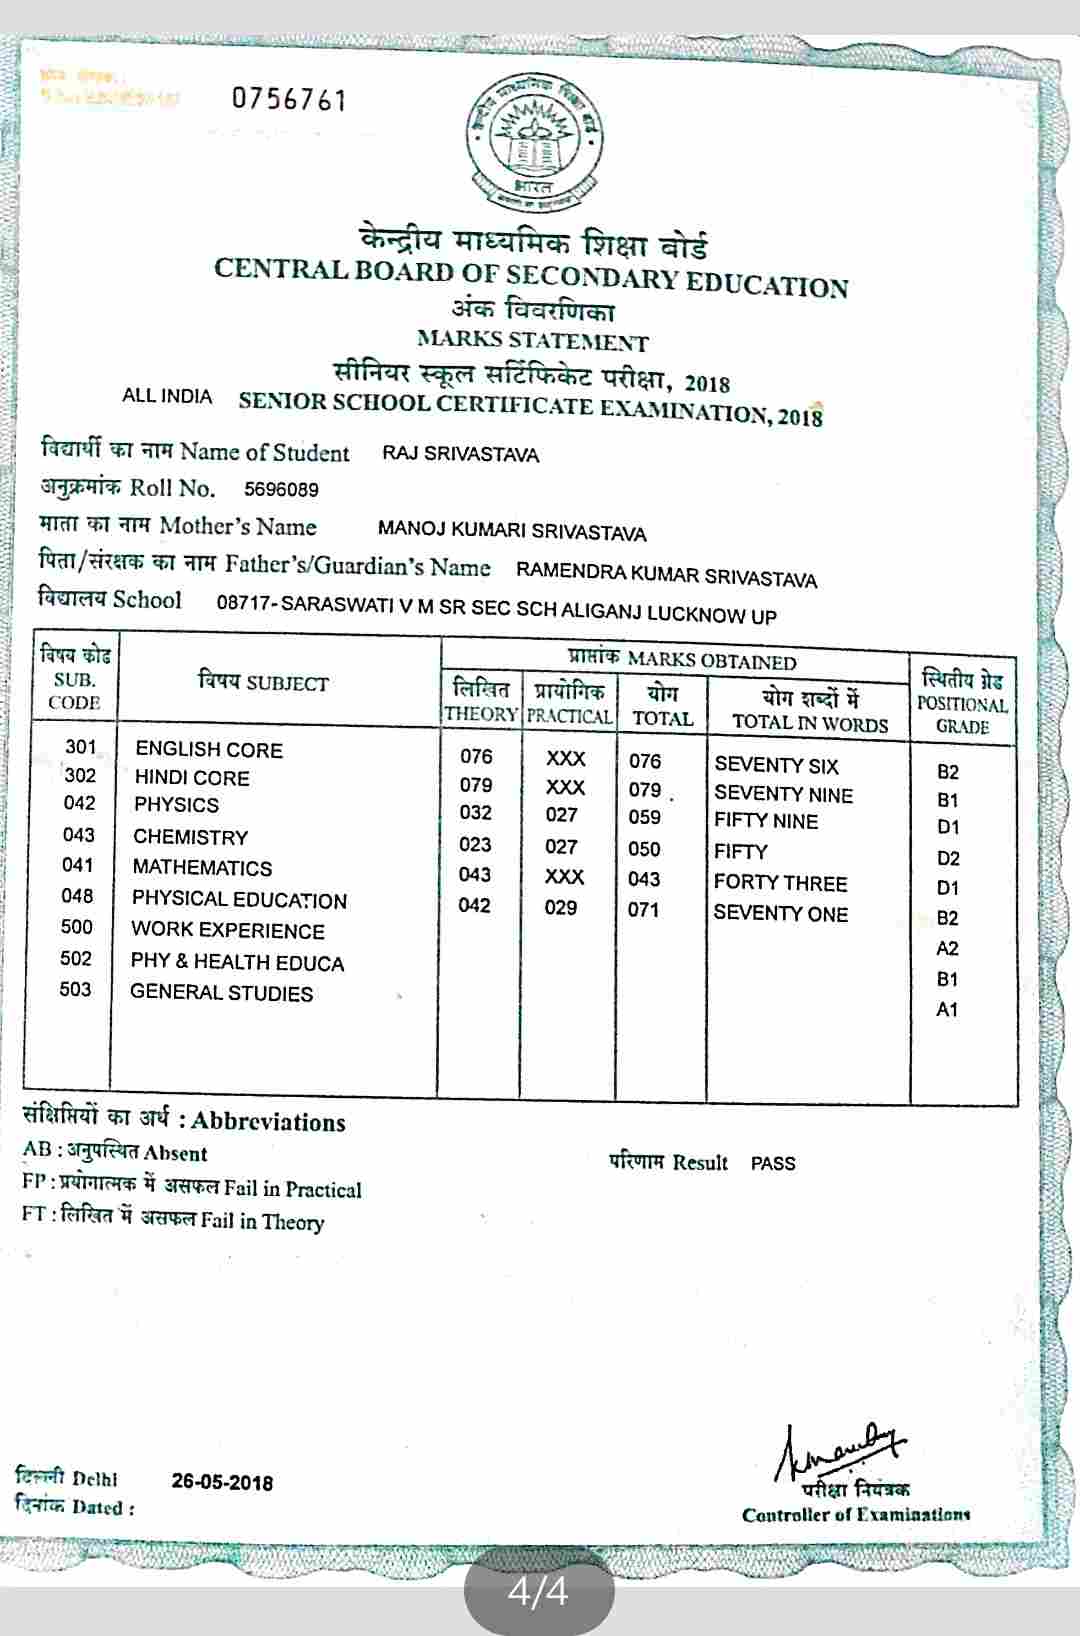 0756761
केन्द्रीय माध्यमिक शिक्षा बोर्ड
भारत
केन्द्रीय माध्यमिक शिक्षा बोर्ड
CENTRAL BOARD OF SECONDARY EDUCATION
अंक विवरणिका
MARKS STATEMENT
सीनियर स्कूल सर्टिफिकेट परीक्षा, 2018
ALL INDIA SENIOR SCHOOL CERTIFICATE EXAMINATION, 2018
विद्यार्थी का नाम Name of Student RAJ SRIVASTAVA
अनुक्रमांक Roll No. 5696089
माता का नाम Mother's Name MANOJ KUMARI SRIVASTAVA
पिता/संरक्षक का नाम Father's/Guardian's Name RAMENDRA KUMAR SRIVASTAVA
विद्यालय School 08717- SARASWATI V M SR SEC SCH ALIGANJ LUCKNOW UP
विषय कोड SUB. CODE विषय SUBJECT प्राप्तांक MARKS OBTAINED स्थितीय ग्रेड POSITIONAL GRADE
लिखित THEORY प्रायोगिक PRACTICAL योग TOTAL योग शब्दों में TOTAL IN WORDS
301 ENGLISH CORE 076 XXX 076 SEVENTY SIX B2
302 HINDI CORE 079 XXX 079 SEVENTY NINE B1
042 PHYSICS 032 027 059 FIFTY NINE D1
043 CHEMISTRY 023 027 050 FIFTY D2
041 MATHEMATICS 043 XXX 043 FORTY THREE D1
048 PHYSICAL EDUCATION 042 029 071 SEVENTY ONE B2
500 WORK EXPERIENCE A2
502 PHY & HEALTH EDUCA B1
503 GENERAL STUDIES A1
संक्षिप्तियों का अर्थ : Abbreviations
AB : अनुपस्थित Absent
परिणाम Result PASS
FP : प्रयोगात्मक में असफल Fail in Practical
FT : लिखित में असफल Fail in Theory
दिल्ली Delhi 26-05-2018
दिनांक Dated :
परीक्षा नियंत्रक
Controller of Examinations
4/4